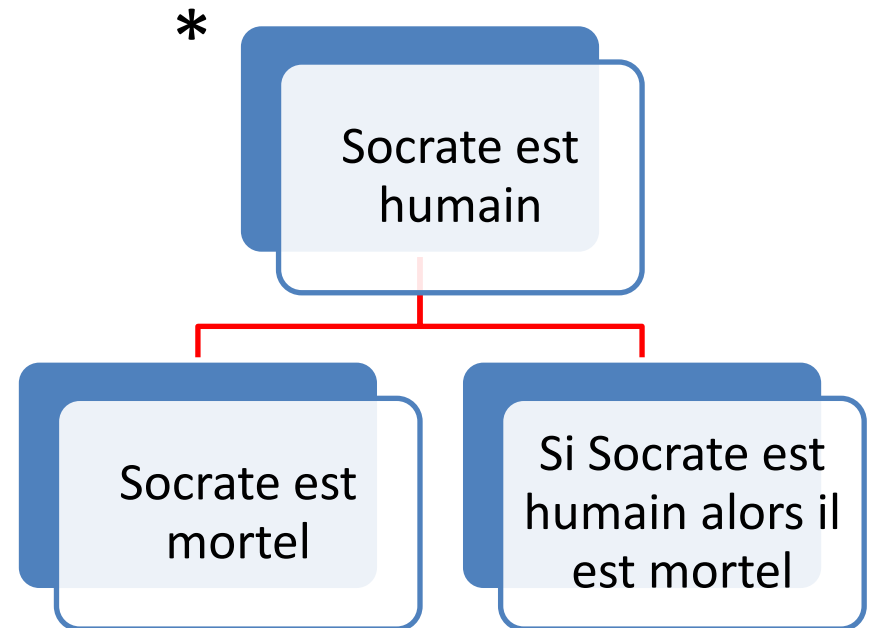 *
Socrate est
humain
Socrate est
mortel
Si Socrate est
humain alors il
est mortel